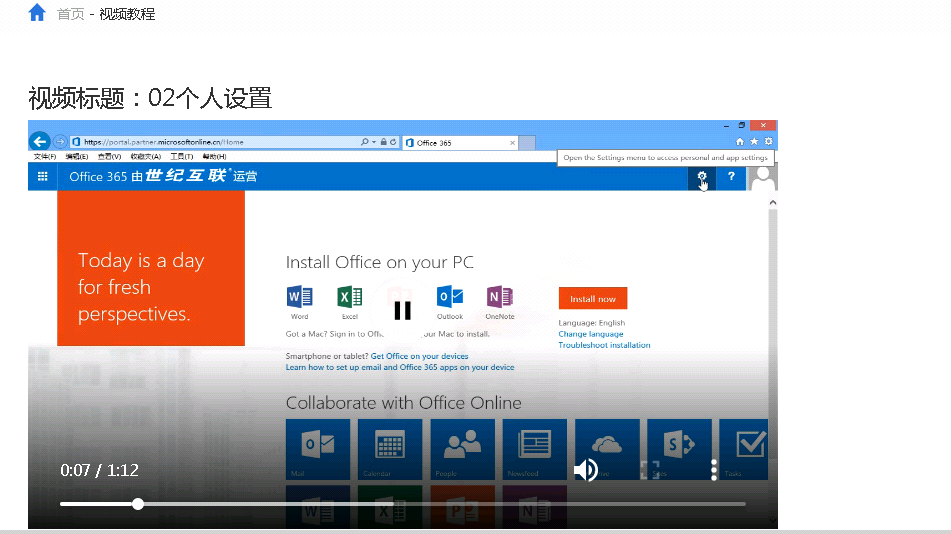 首页 - 视频教程
视频标题：02个人设置
https://portal.partner.microsoftonline.cn/Home
Office 365
文件(F) 编辑(E) 查看(V) 收藏夹(A) 工具(T) 帮助(H)
Open the Settings menu to access personal and app settings
Office 365 由世纪互联运营
?
Today is a day
for fresh
perspectives.
Install Office on your PC
Word Excel Outlook OneNote
Install now
Got a Mac? Sign in to Offi our Mac to install.
Language: English
Change language
Troubleshoot installation
Smartphone or tablet? Get Office on your devices
Learn how to set up email and Office 365 apps on your device
Collaborate with Office Online
Mail Calendar People Newsfeed Tasks
0:07 / 1:12